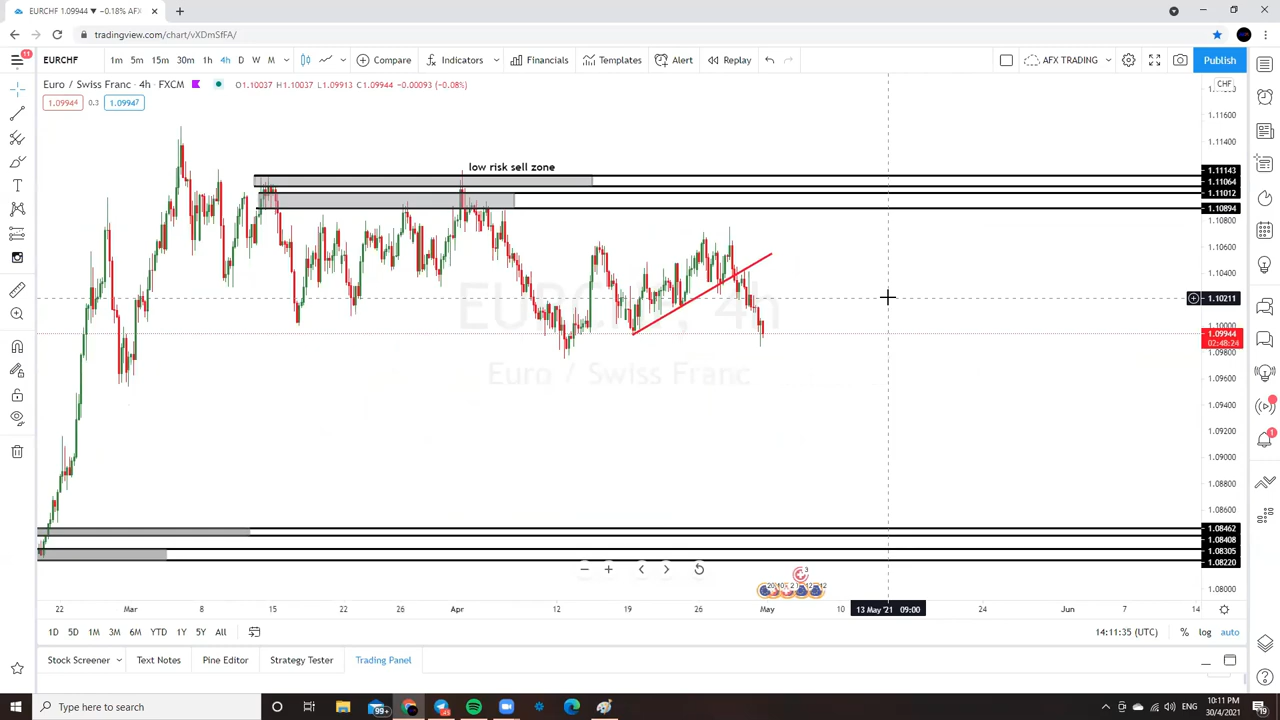 EURCHF 1.09944 ▼ −0.18% AFX
tradingview.com/chart/vXDmSfFA/
11
EURCHF
1m 5m 15m 30m 1h 4h D W M
Compare
Indicators
Financials
Templates
Alert
Replay
AFX TRADING
Publish
Euro / Swiss Franc · 4h · FXCM
O1.10037 H1.10037 L1.09913 C1.09944 −0.00093 (−0.08%)
1.09944 0.3 1.09947
CHF
low risk sell zone
EURCHF, 4h
Euro / Swiss Franc
1.11600
1.11400
1.11143
1.11064
1.11012
1.10894
1.10800
1.10600
1.10400
1.10211
1.10000
1.09944
02:48:24
1.09800
1.09600
1.09400
1.09200
1.09000
1.08800
1.08600
1.08462
1.08408
1.08305
1.08220
1.08000
22 Mar 8 15 22 26 Apr 12 19 26 May 10 13 May '21 09:00 24 Jun 7 14
1D 5D 1M 3M 6M YTD 1Y 5Y All
14:11:35 (UTC)
% log auto
Stock Screener
Text Notes
Pine Editor
Strategy Tester
Trading Panel
Type here to search
99+
ENG
10:11 PM
30/4/2021
19